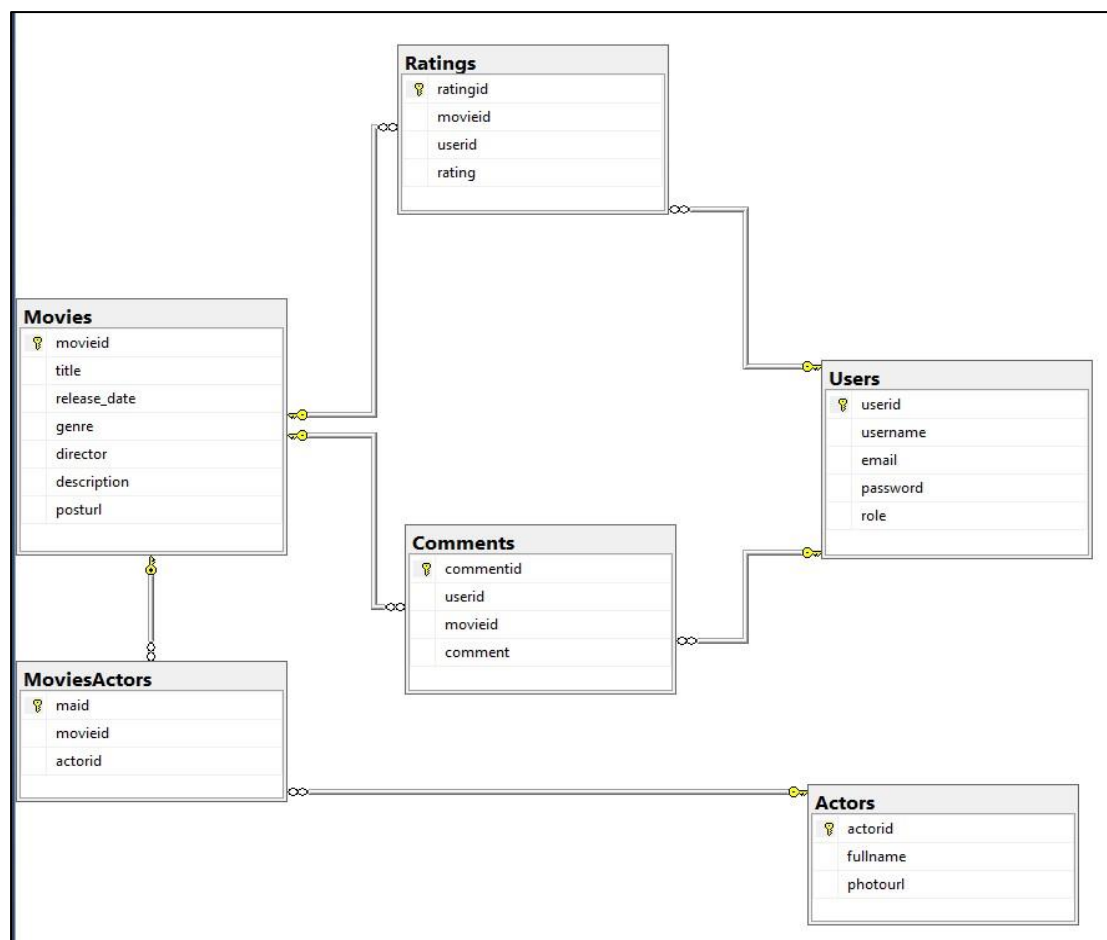 Ratings
ratingid
movieid
userid
rating
Movies
movieid
title
release_date
genre
director
description
posturl
Users
userid
username
email
password
role
Comments
commentid
userid
movieid
comment
MoviesActors
maid
movieid
actorid
Actors
actorid
fullname
photourl